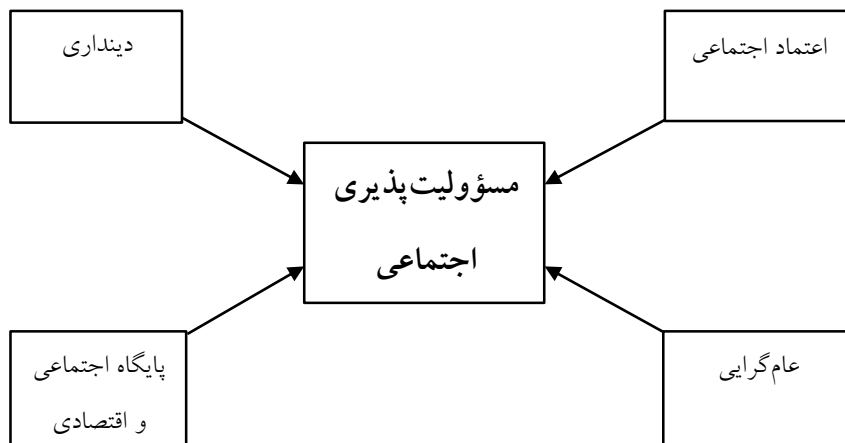 اعتماد اجتماعی
دینداری
مسؤولیت‌پذیری
اجتماعی
عام‌گرایی
پایگاه اجتماعی
و اقتصادی